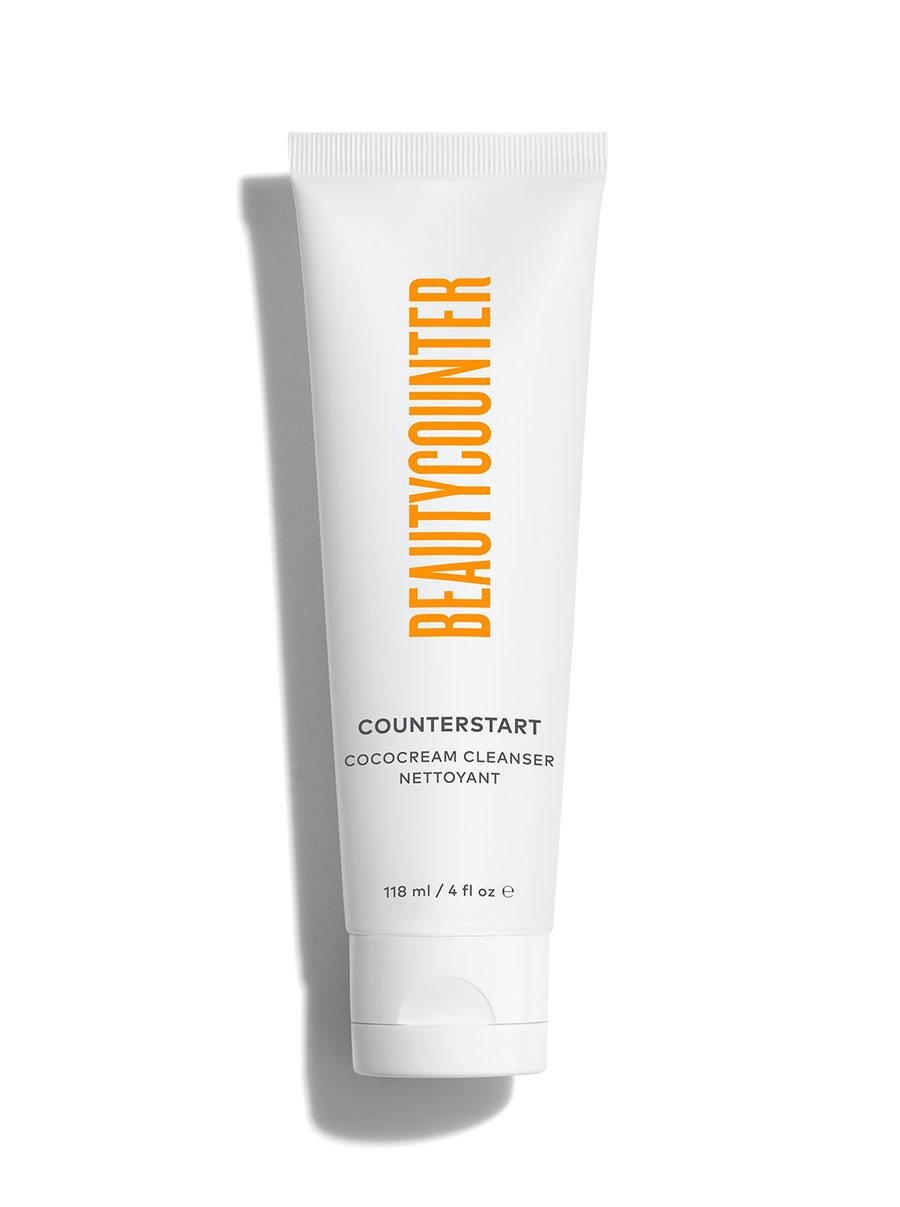 BEAUTYCOUNTER
COUNTERSTART
COCOCREAM CLEANSER
NETTOYANT
118 ml / 4 fl oz ℮